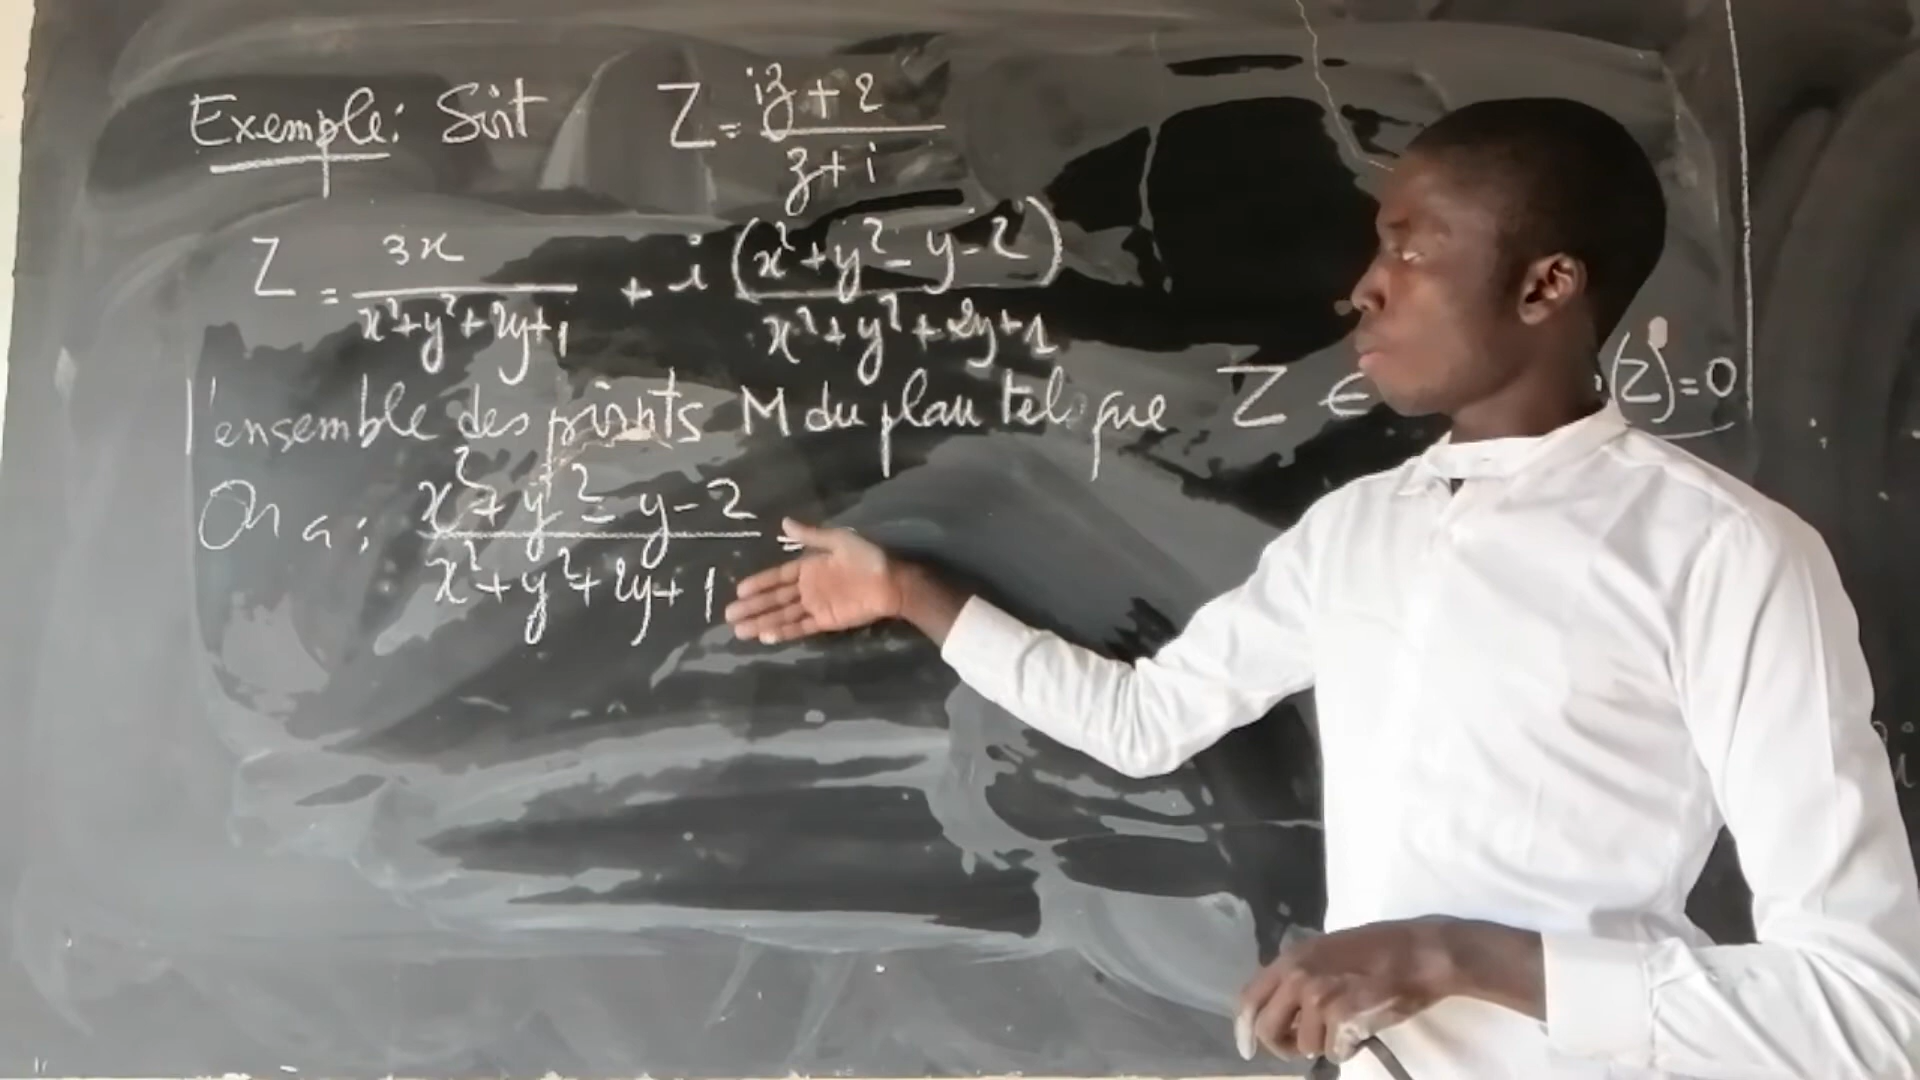 Exemple: Soit Z = (iz + 2)/(z + i)
Z = 3x/(x²+y²+2y+1) + i (x²+y²-y-2)/(x²+y²+2y+1)
l'ensemble des points M du plan tel que Z ∈ (Z)=0
On a: (x²+y²-y-2)/(x²+y²+2y+1) =